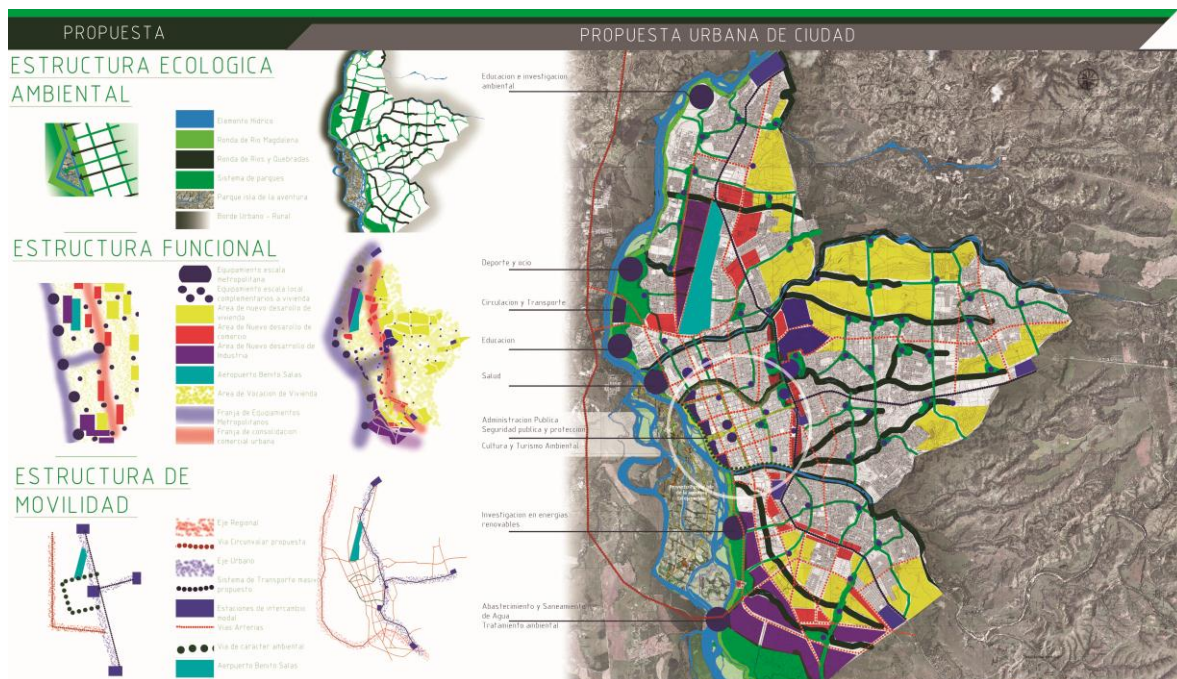 PROPUESTA
PROPUESTA URBANA DE CIUDAD
ESTRUCTURA ECOLOGICA
AMBIENTAL
Elemento Hidrico
Ronda de Rio Magdalena
Ronda de Rios y Quebradas
Sistema de parques
Parque isla de la aventura
Borde Urbano - Rural
ESTRUCTURA FUNCIONAL
Equipamiento escala
metropolitana
Equipamiento escala local
complementarios a vivienda
Area de nuevo desarollo de
vivienda
Area de Nuevo desarrollo de
comercio
Area de Nuevo desarrollo de
Industria
Aeropuerto Benito Salas
Area de Vocacion de Vivienda
Franja de Equipamentos
Metropolitanos
Franja de consolidacion
comercial urbana
ESTRUCTURA DE
MOVILIDAD
Eje Regional
Via Circunvalar propuesta
Eje Urbano
Sistema de Transporte masivo
propuesto
Estaciones de intercambio
modal
Vias Arterias
Via de caracter ambiental
Aeropuerto Benito Salas
Educacion e investigacion
ambiental
Deporte y ocio
Circulacion y Transporte
Educacion
Salud
Administracion Publica
Seguridad publica y proteccion
Cultura y Turismo Ambiental
Investigacion en energias
renovables
Abastecimiento y Saneamiento
de Agua
Tratamiento ambiental